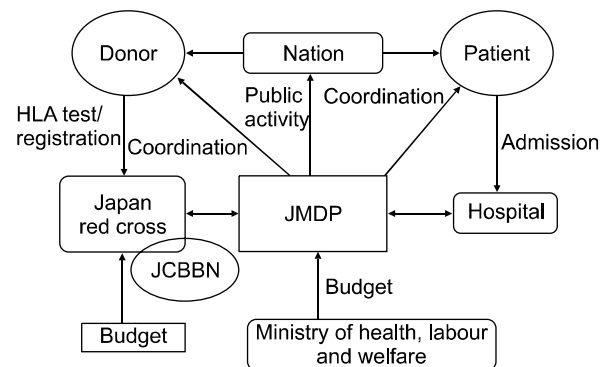 Donor
Nation
Patient
HLA test/
registration
Coordination
Public
activity
Coordination
Admission
Japan
red cross
JMDP
Hospital
JCBBN
Budget
Budget
Ministry of health, labour
and welfare